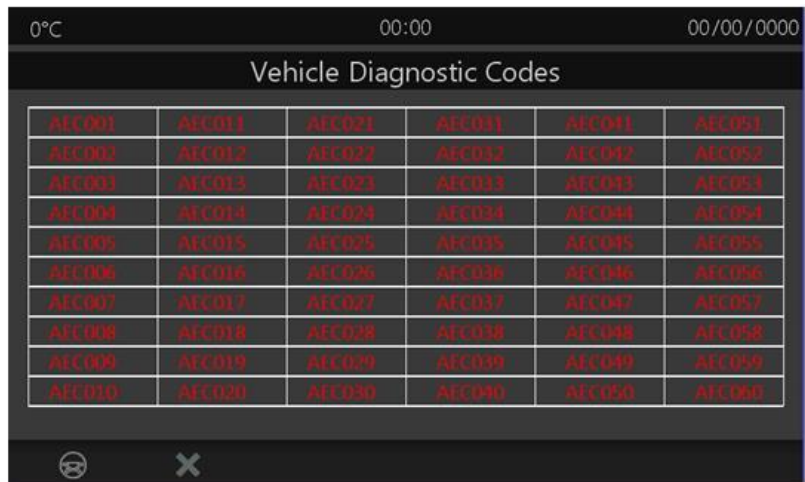 0°C 00:00 00/00/0000
Vehicle Diagnostic Codes
AEC001 AEC011 AEC021 AEC031 AEC041 AEC051
AEC002 AEC012 AEC022 AEC032 AEC042 AEC052
AEC003 AEC013 AEC023 AEC033 AEC043 AEC053
AEC004 AEC014 AEC024 AEC034 AEC044 AEC054
AEC005 AEC015 AEC025 AEC035 AEC045 AEC055
AEC006 AEC016 AEC026 AEC036 AEC046 AEC056
AEC007 AEC017 AEC027 AEC037 AEC047 AEC057
AEC008 AEC018 AEC028 AEC038 AEC048 AEC058
AEC009 AEC019 AEC029 AEC039 AEC049 AEC059
AEC010 AEC020 AEC030 AEC040 AEC050 AEC060